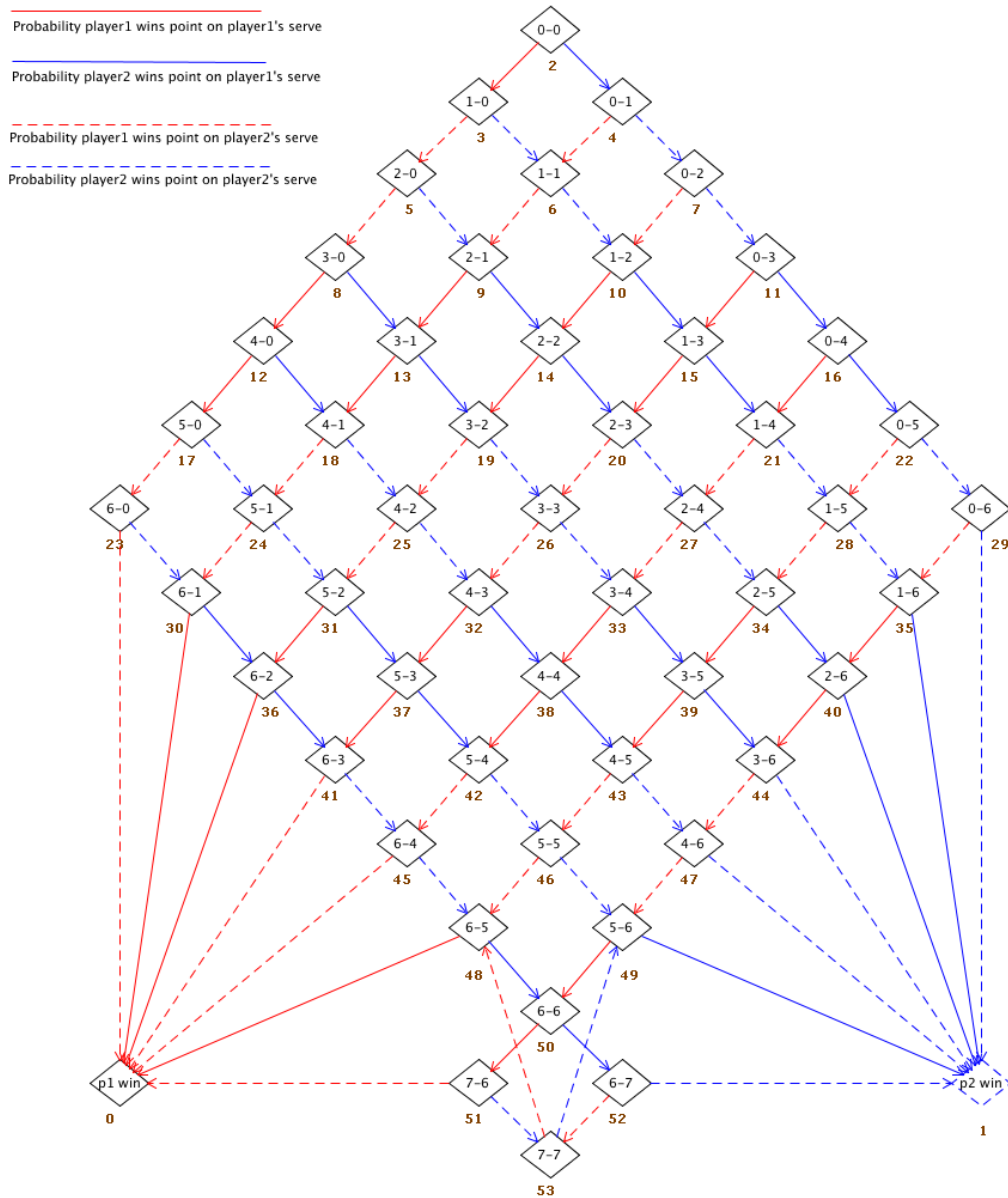 Probability player1 wins point on player1's serve
Probability player2 wins point on player1's serve
Probability player1 wins point on player2's serve
Probability player2 wins point on player2's serve
0-0
2
1-0 0-1
3 4
2-0 1-1 0-2
5 6 7
3-0 2-1 1-2 0-3
8 9 10 11
4-0 3-1 2-2 1-3 0-4
12 13 14 15 16
5-0 4-1 3-2 2-3 1-4 0-5
17 18 19 20 21 22
6-0 5-1 4-2 3-3 2-4 1-5 0-6
23 24 25 26 27 28 29
6-1 5-2 4-3 3-4 2-5 1-6
30 31 32 33 34 35
6-2 5-3 4-4 3-5 2-6
36 37 38 39 40
6-3 5-4 4-5 3-6
41 42 43 44
6-4 5-5 4-6
45 46 47
6-5 5-6
48 49
6-6
50
p1 win 7-6 6-7 p2 win
0 51 52 1
7-7
53